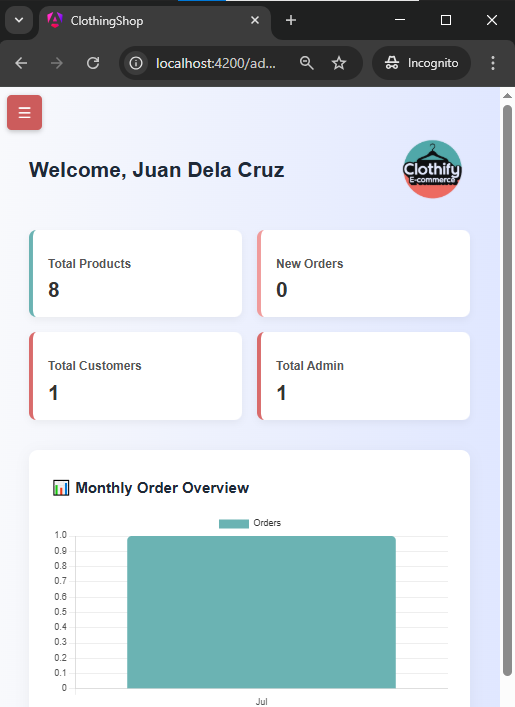 ClothingShop
localhost:4200/ad...
Incognito
Welcome, Juan Dela Cruz
Clothify
E-commerce
Total Products
8
New Orders
0
Total Customers
1
Total Admin
1
📊 Monthly Order Overview
Orders
1.0
0.9
0.8
0.7
0.6
0.5
0.4
0.3
0.2
0.1
0
Jul